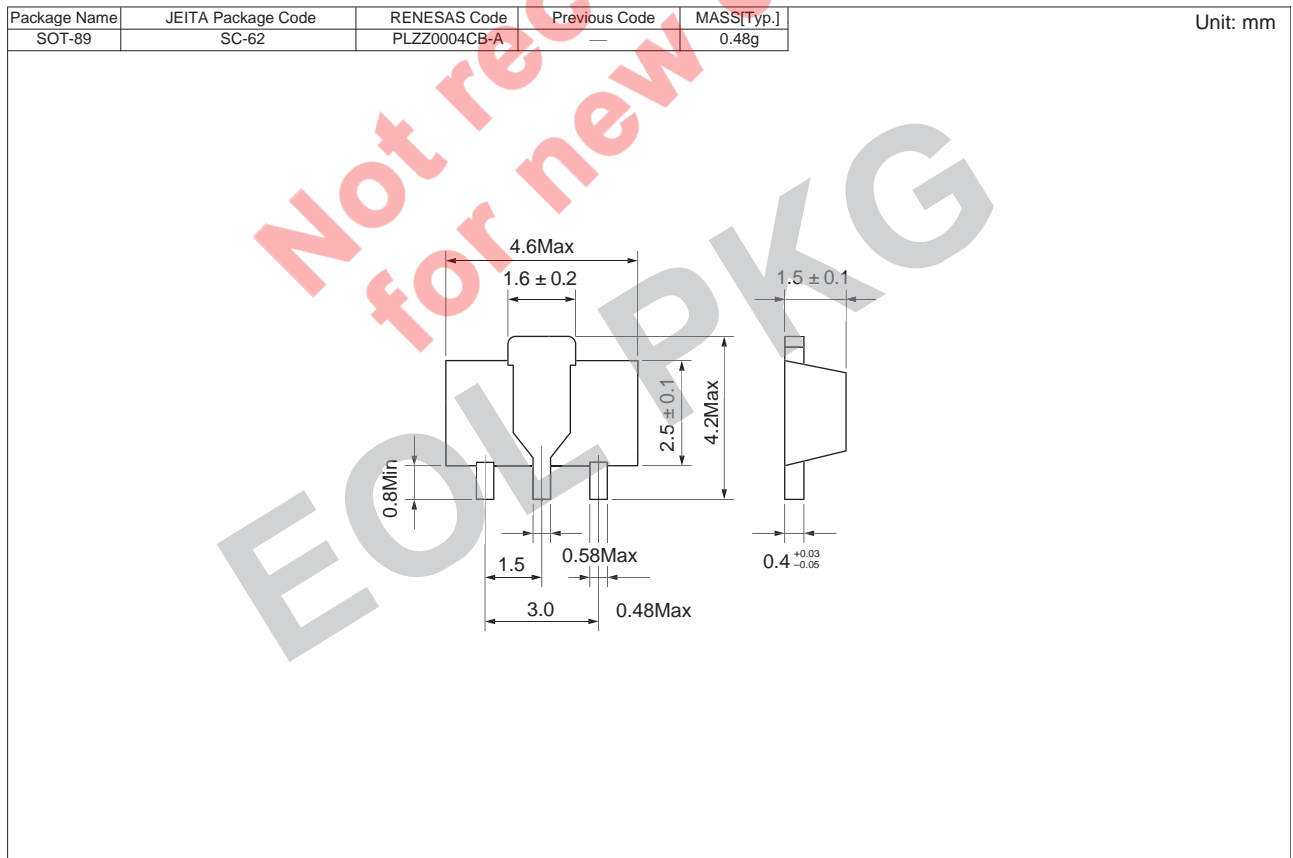 Package Name JEITA Package Code RENESAS Code Previous Code MASS[Typ.]
SOT-89 SC-62 PLZZ0004CB-A — 0.48g
Unit: mm
Not
for new
EOL PKG
4.6Max
1.6 ± 0.2
1.5 ± 0.1
2.5 ± 0.1
4.2Max
0.8Min
0.58Max
1.5
0.4 +0.03 −0.05
3.0
0.48Max